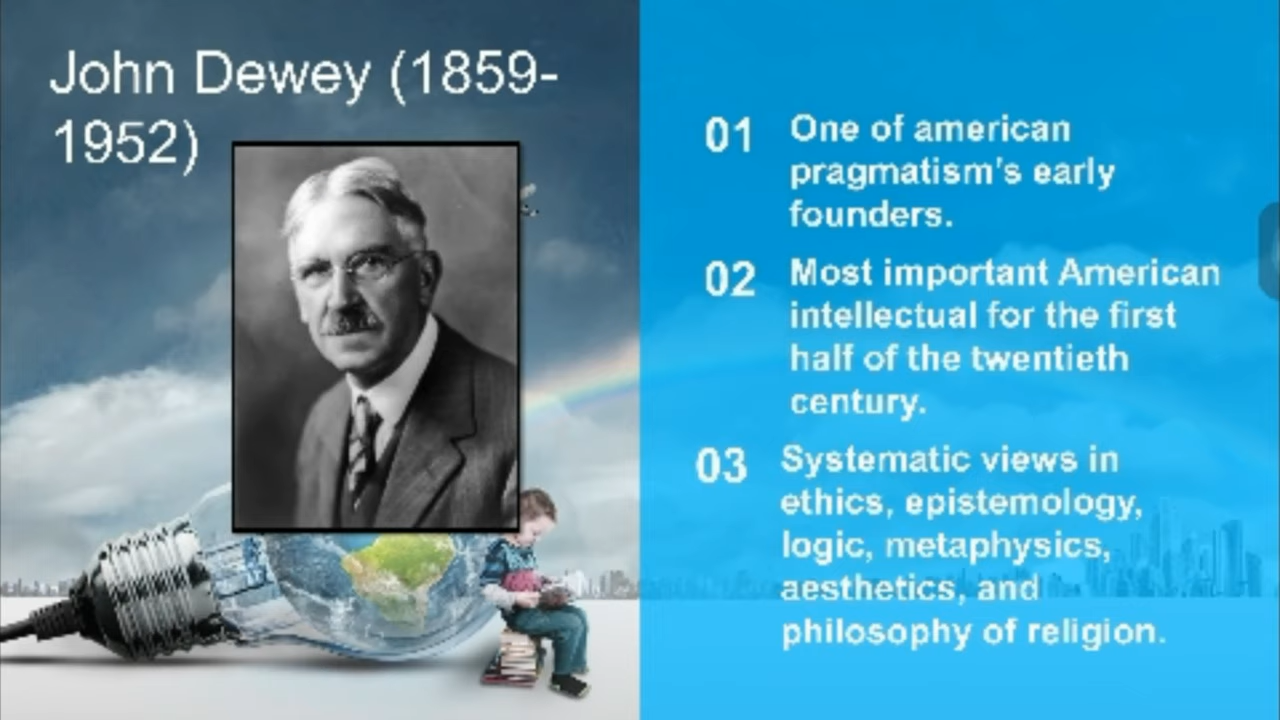 John Dewey (1859-
1952)
01 One of american
pragmatism's early
founders.
02 Most important American
intellectual for the first
half of the twentieth
century.
03 Systematic views in
ethics, epistemology,
logic, metaphysics,
aesthetics, and
philosophy of religion.